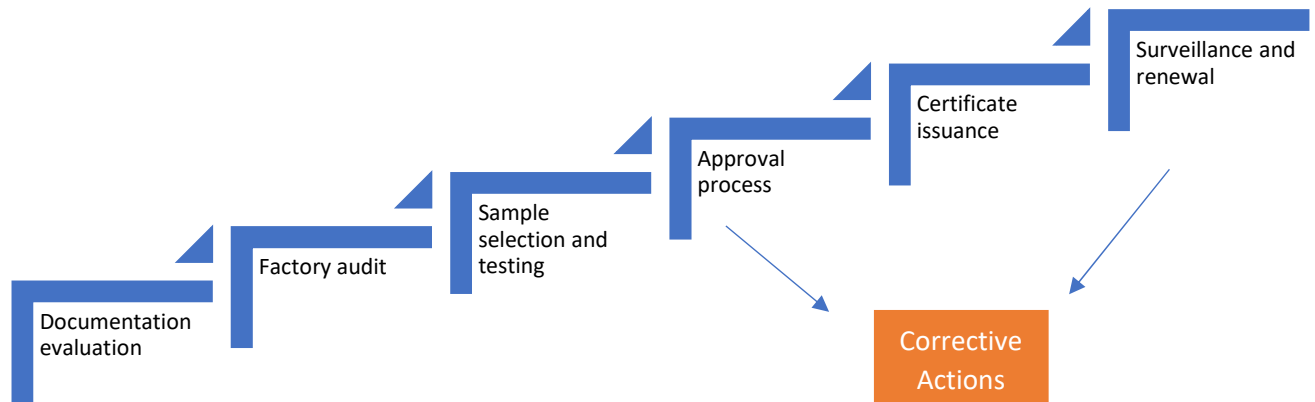 Documentation
evaluation
Factory audit
Sample
selection and
testing
Approval
process
Certificate
issuance
Surveillance and
renewal
Corrective
Actions